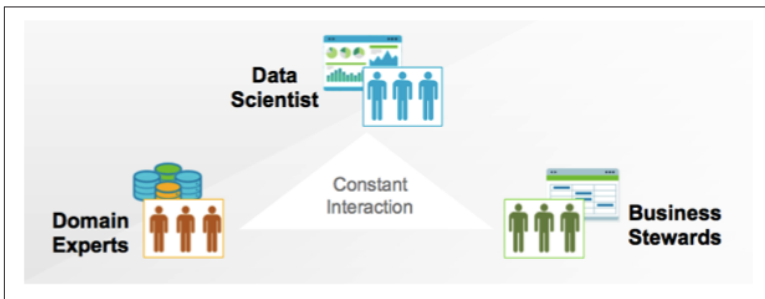 Data
Scientist
Constant
Interaction
Domain
Experts
Business
Stewards